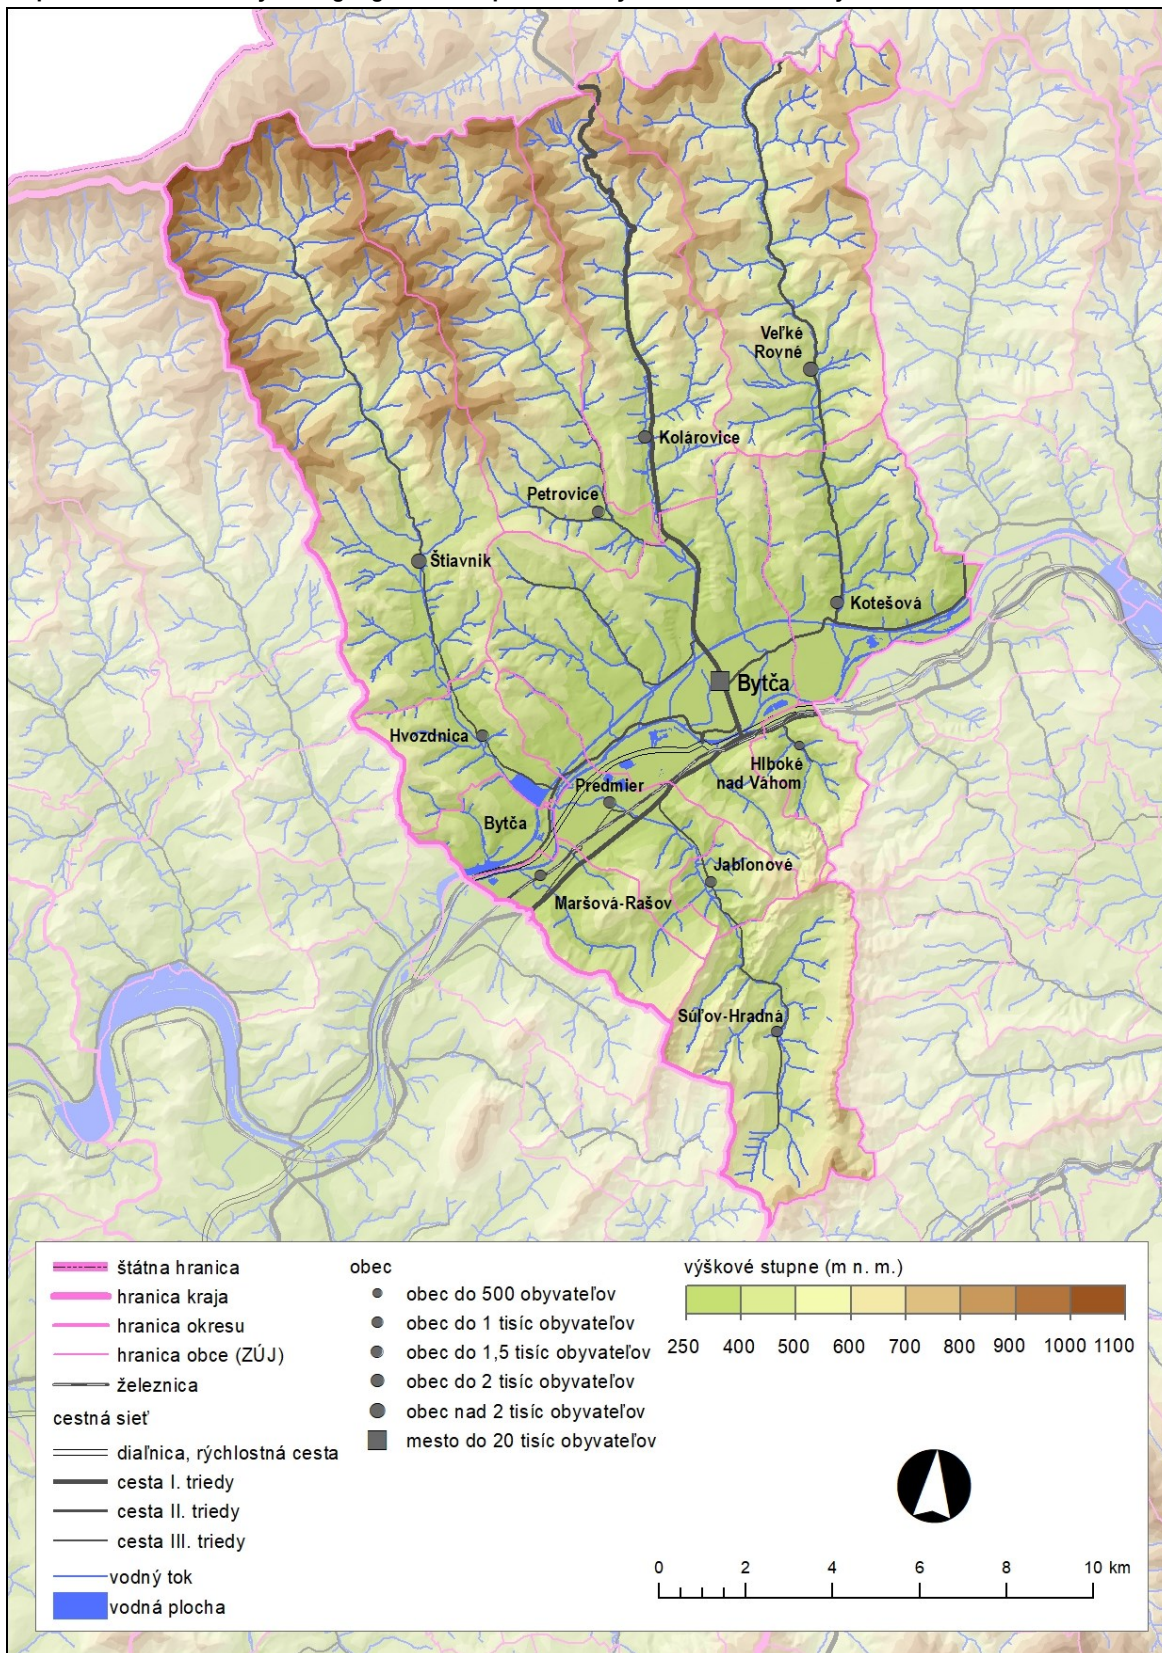 Veľké
Rovné
Kolárovice
Petrovice
Štiavnik
Kotešová
Bytča
Hvozdnica
Hlboké
nad Váhom
Predmier
Bytča
Jablonové
Maršová-Rašov
Súľov-Hradná
štátna hranica
hranica kraja
hranica okresu
hranica obce (ZÚJ)
železnica
cestná sieť
diaľnica, rýchlostná cesta
cesta I. triedy
cesta II. triedy
cesta III. triedy
vodný tok
vodná plocha
obec
obec do 500 obyvateľov
obec do 1 tisíc obyvateľov
obec do 1,5 tisíc obyvateľov
obec do 2 tisíc obyvateľov
obec nad 2 tisíc obyvateľov
mesto do 20 tisíc obyvateľov
výškové stupne (m n. m.)
250 400 500 600 700 800 900 1000 1100
0 2 4 6 8 10 km